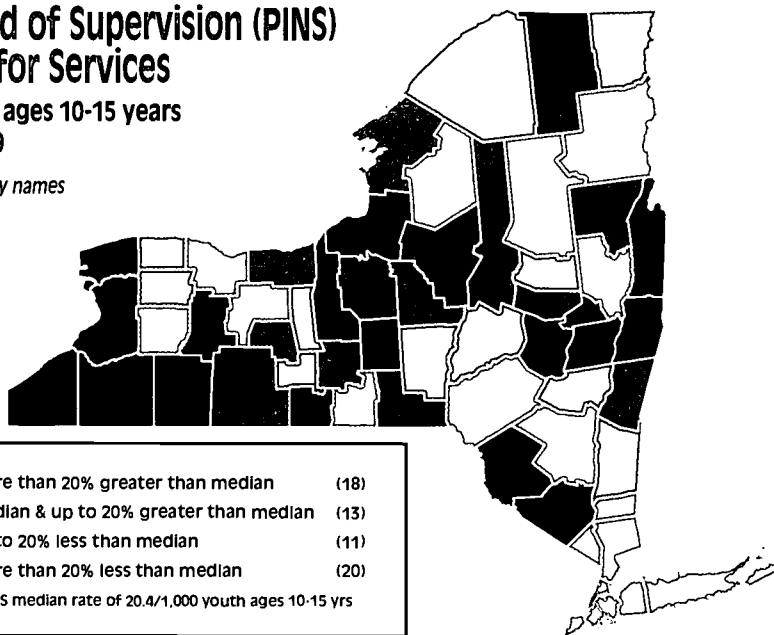 d of Supervision (PINS)
for Services
ages 10-15 years
9
y names
re than 20% greater than median (18)
dian & up to 20% greater than median (13)
to 20% less than median (11)
re than 20% less than median (20)
S median rate of 20.4/1,000 youth ages 10-15 yrs